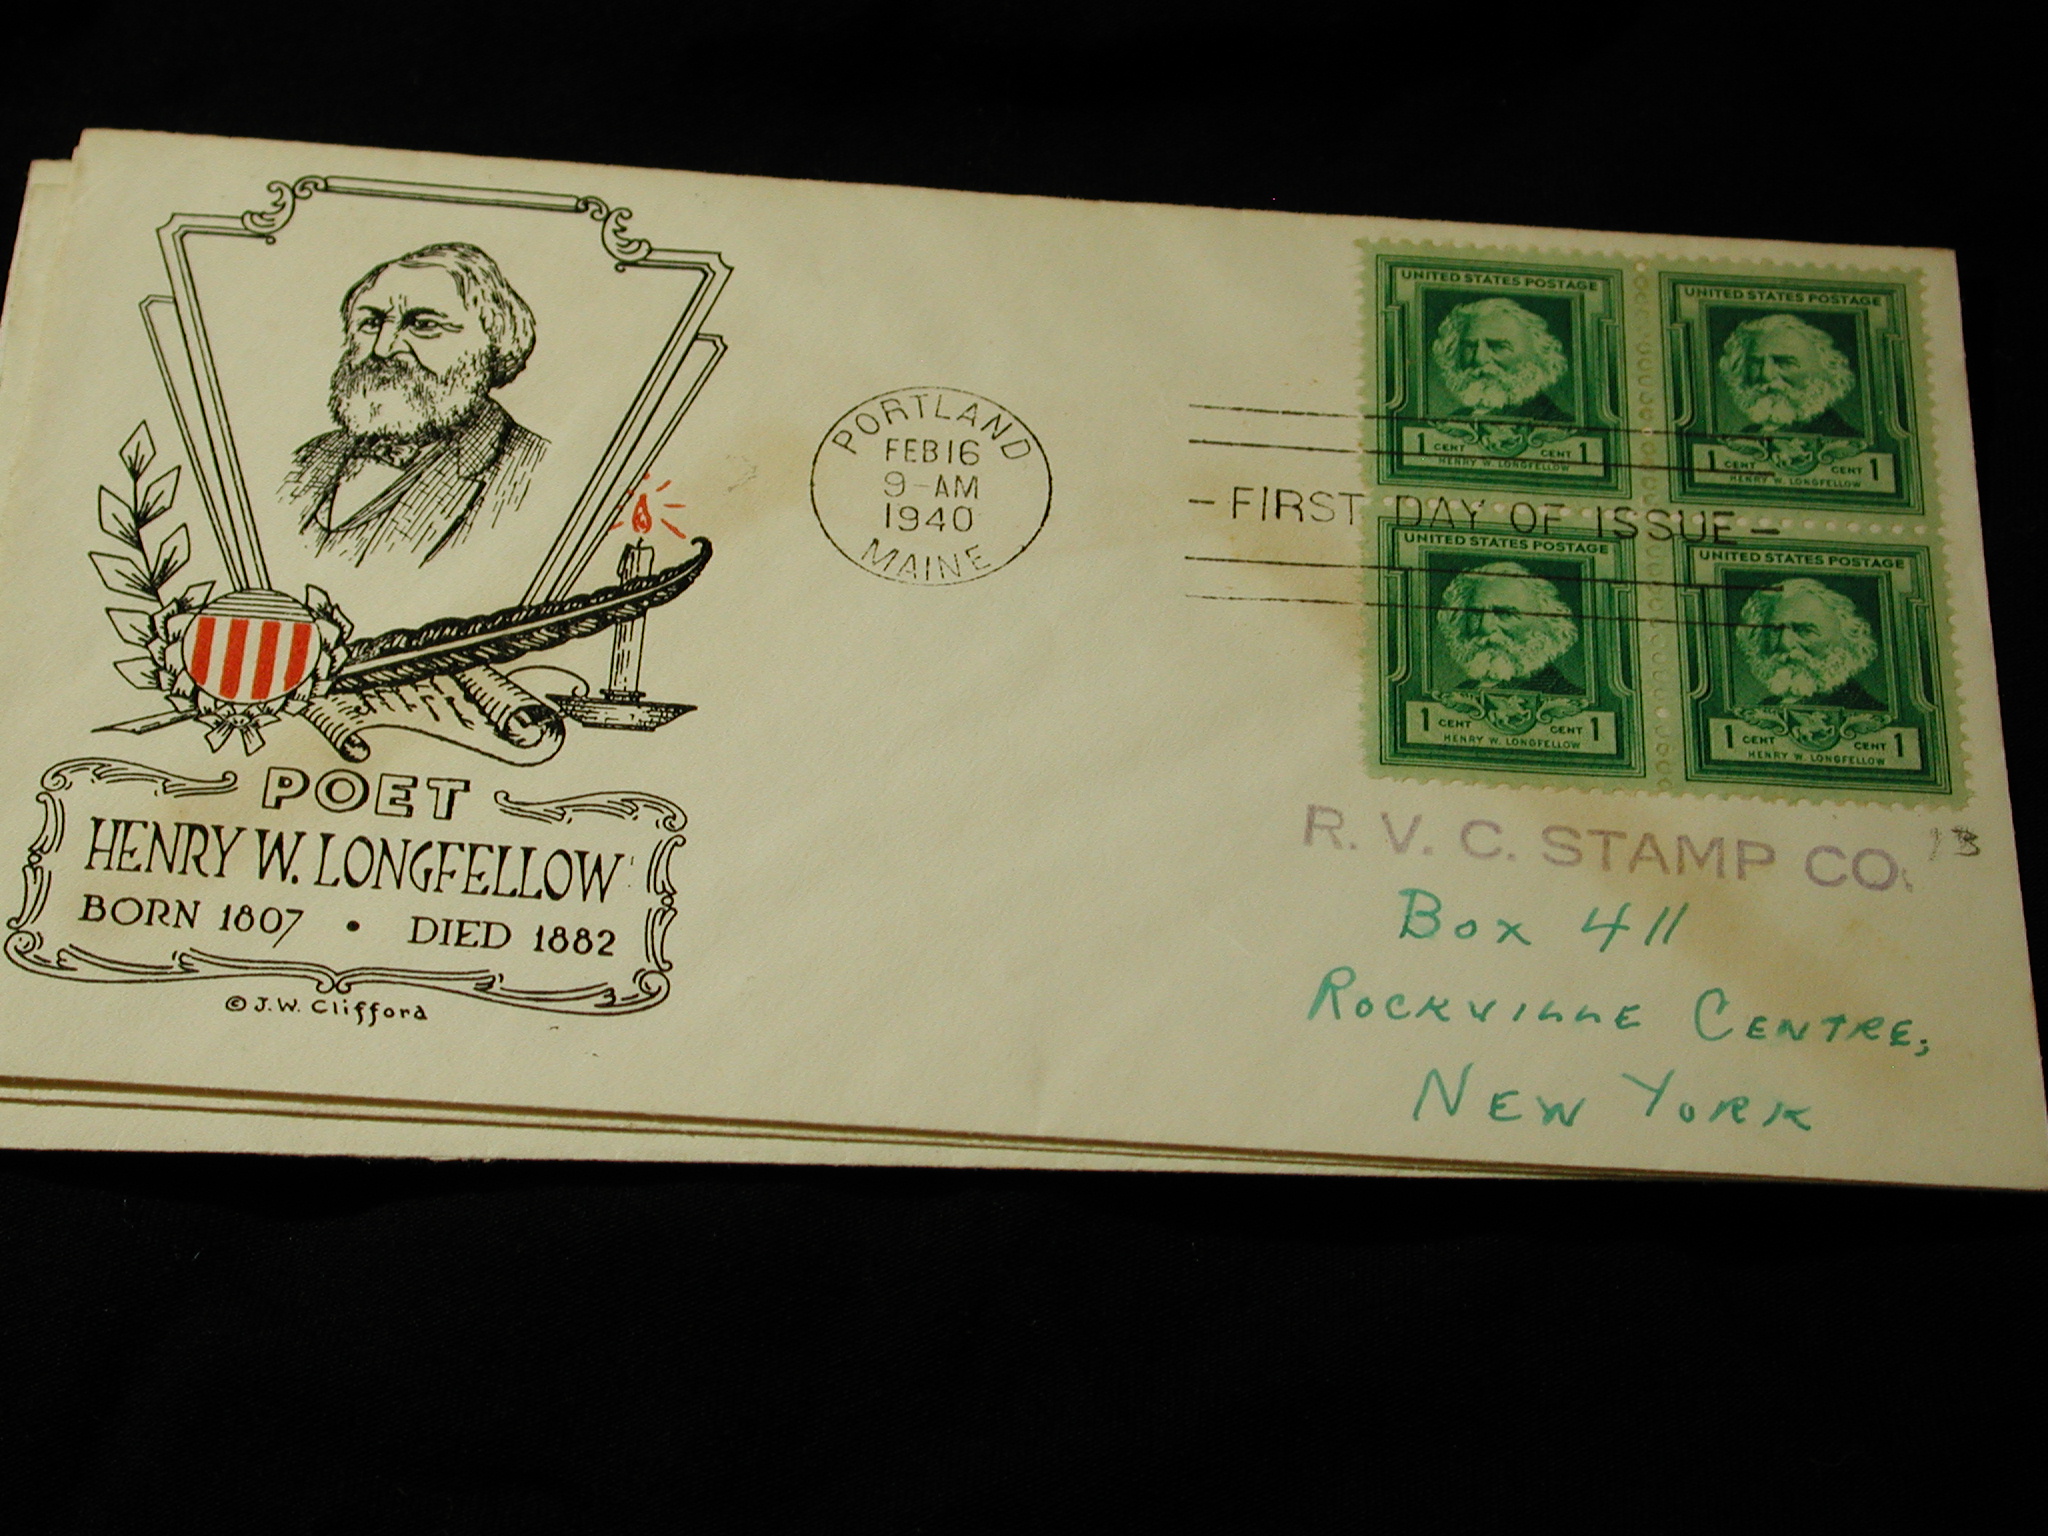 POET
HENRY W. LONGFELLOW
BORN 1807 • DIED 1882
© J.W. Clifford
PORTLAND
FEB 16
9-AM
1940
MAINE
- FIRST DAY OF ISSUE -
UNITED STATES POSTAGE
1 CENT CENT 1
HENRY W. LONGFELLOW
UNITED STATES POSTAGE
1 CENT CENT 1
HENRY W. LONGFELLOW
UNITED STATES POSTAGE
1 CENT CENT 1
HENRY W. LONGFELLOW
UNITED STATES POSTAGE
1 CENT CENT 1
HENRY W. LONGFELLOW
R. V. C. STAMP CO.
Box 411
ROCKVILLE CENTRE,
NEW YORK